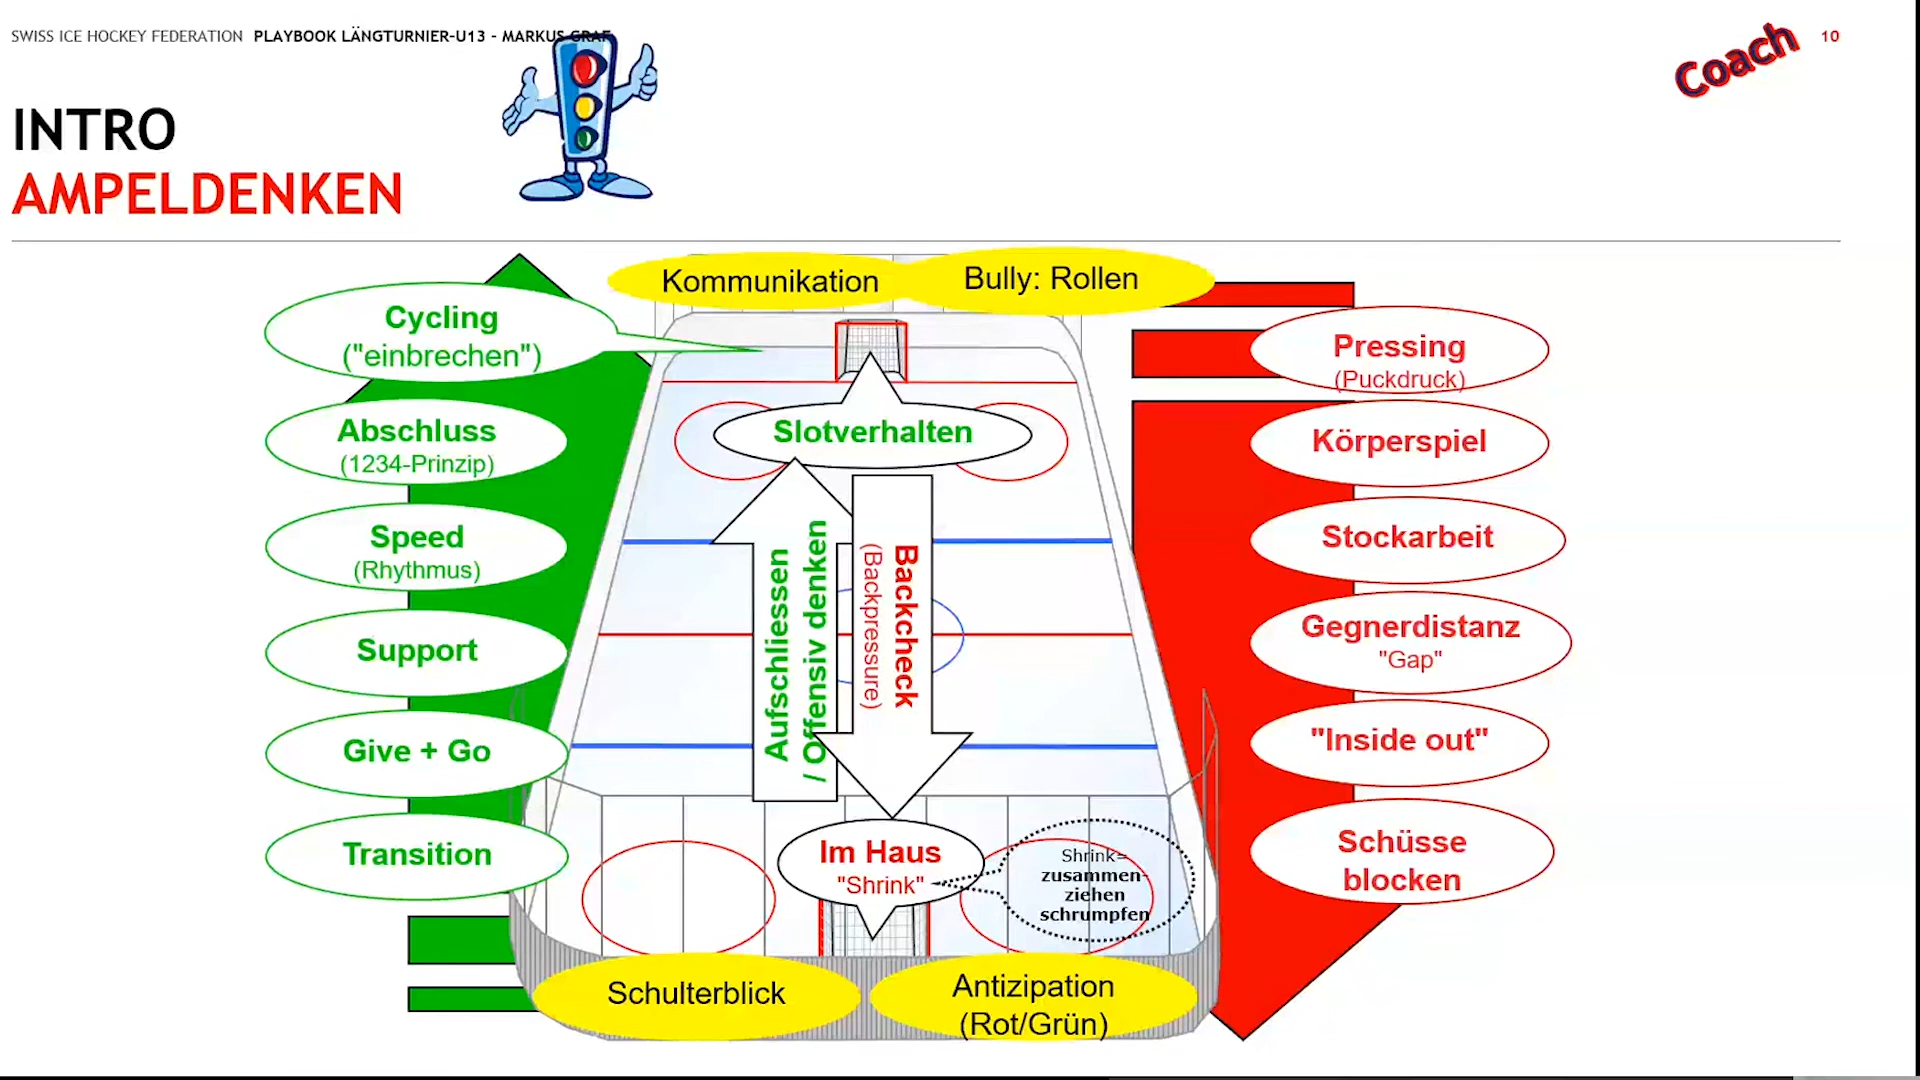 SWISS ICE HOCKEY FEDERATION PLAYBOOK LÄNGTURNIER-U13 - MARKUS GRAF
Coach
10
INTRO
AMPELDENKEN
Kommunikation
Bully: Rollen
Cycling
("einbrechen")
Abschluss
(1234-Prinzip)
Speed
(Rhythmus)
Support
Give + Go
Transition
Slotverhalten
Aufschliessen
/ Offensiv denken
Backcheck
(Backpressure)
Im Haus
"Shrink"
Shrink=
zusammen-
ziehen
schrumpfen
Pressing
(Puckdruck)
Körperspiel
Stockarbeit
Gegnerdistanz
"Gap"
"Inside out"
Schüsse
blocken
Schulterblick
Antizipation
(Rot/Grün)